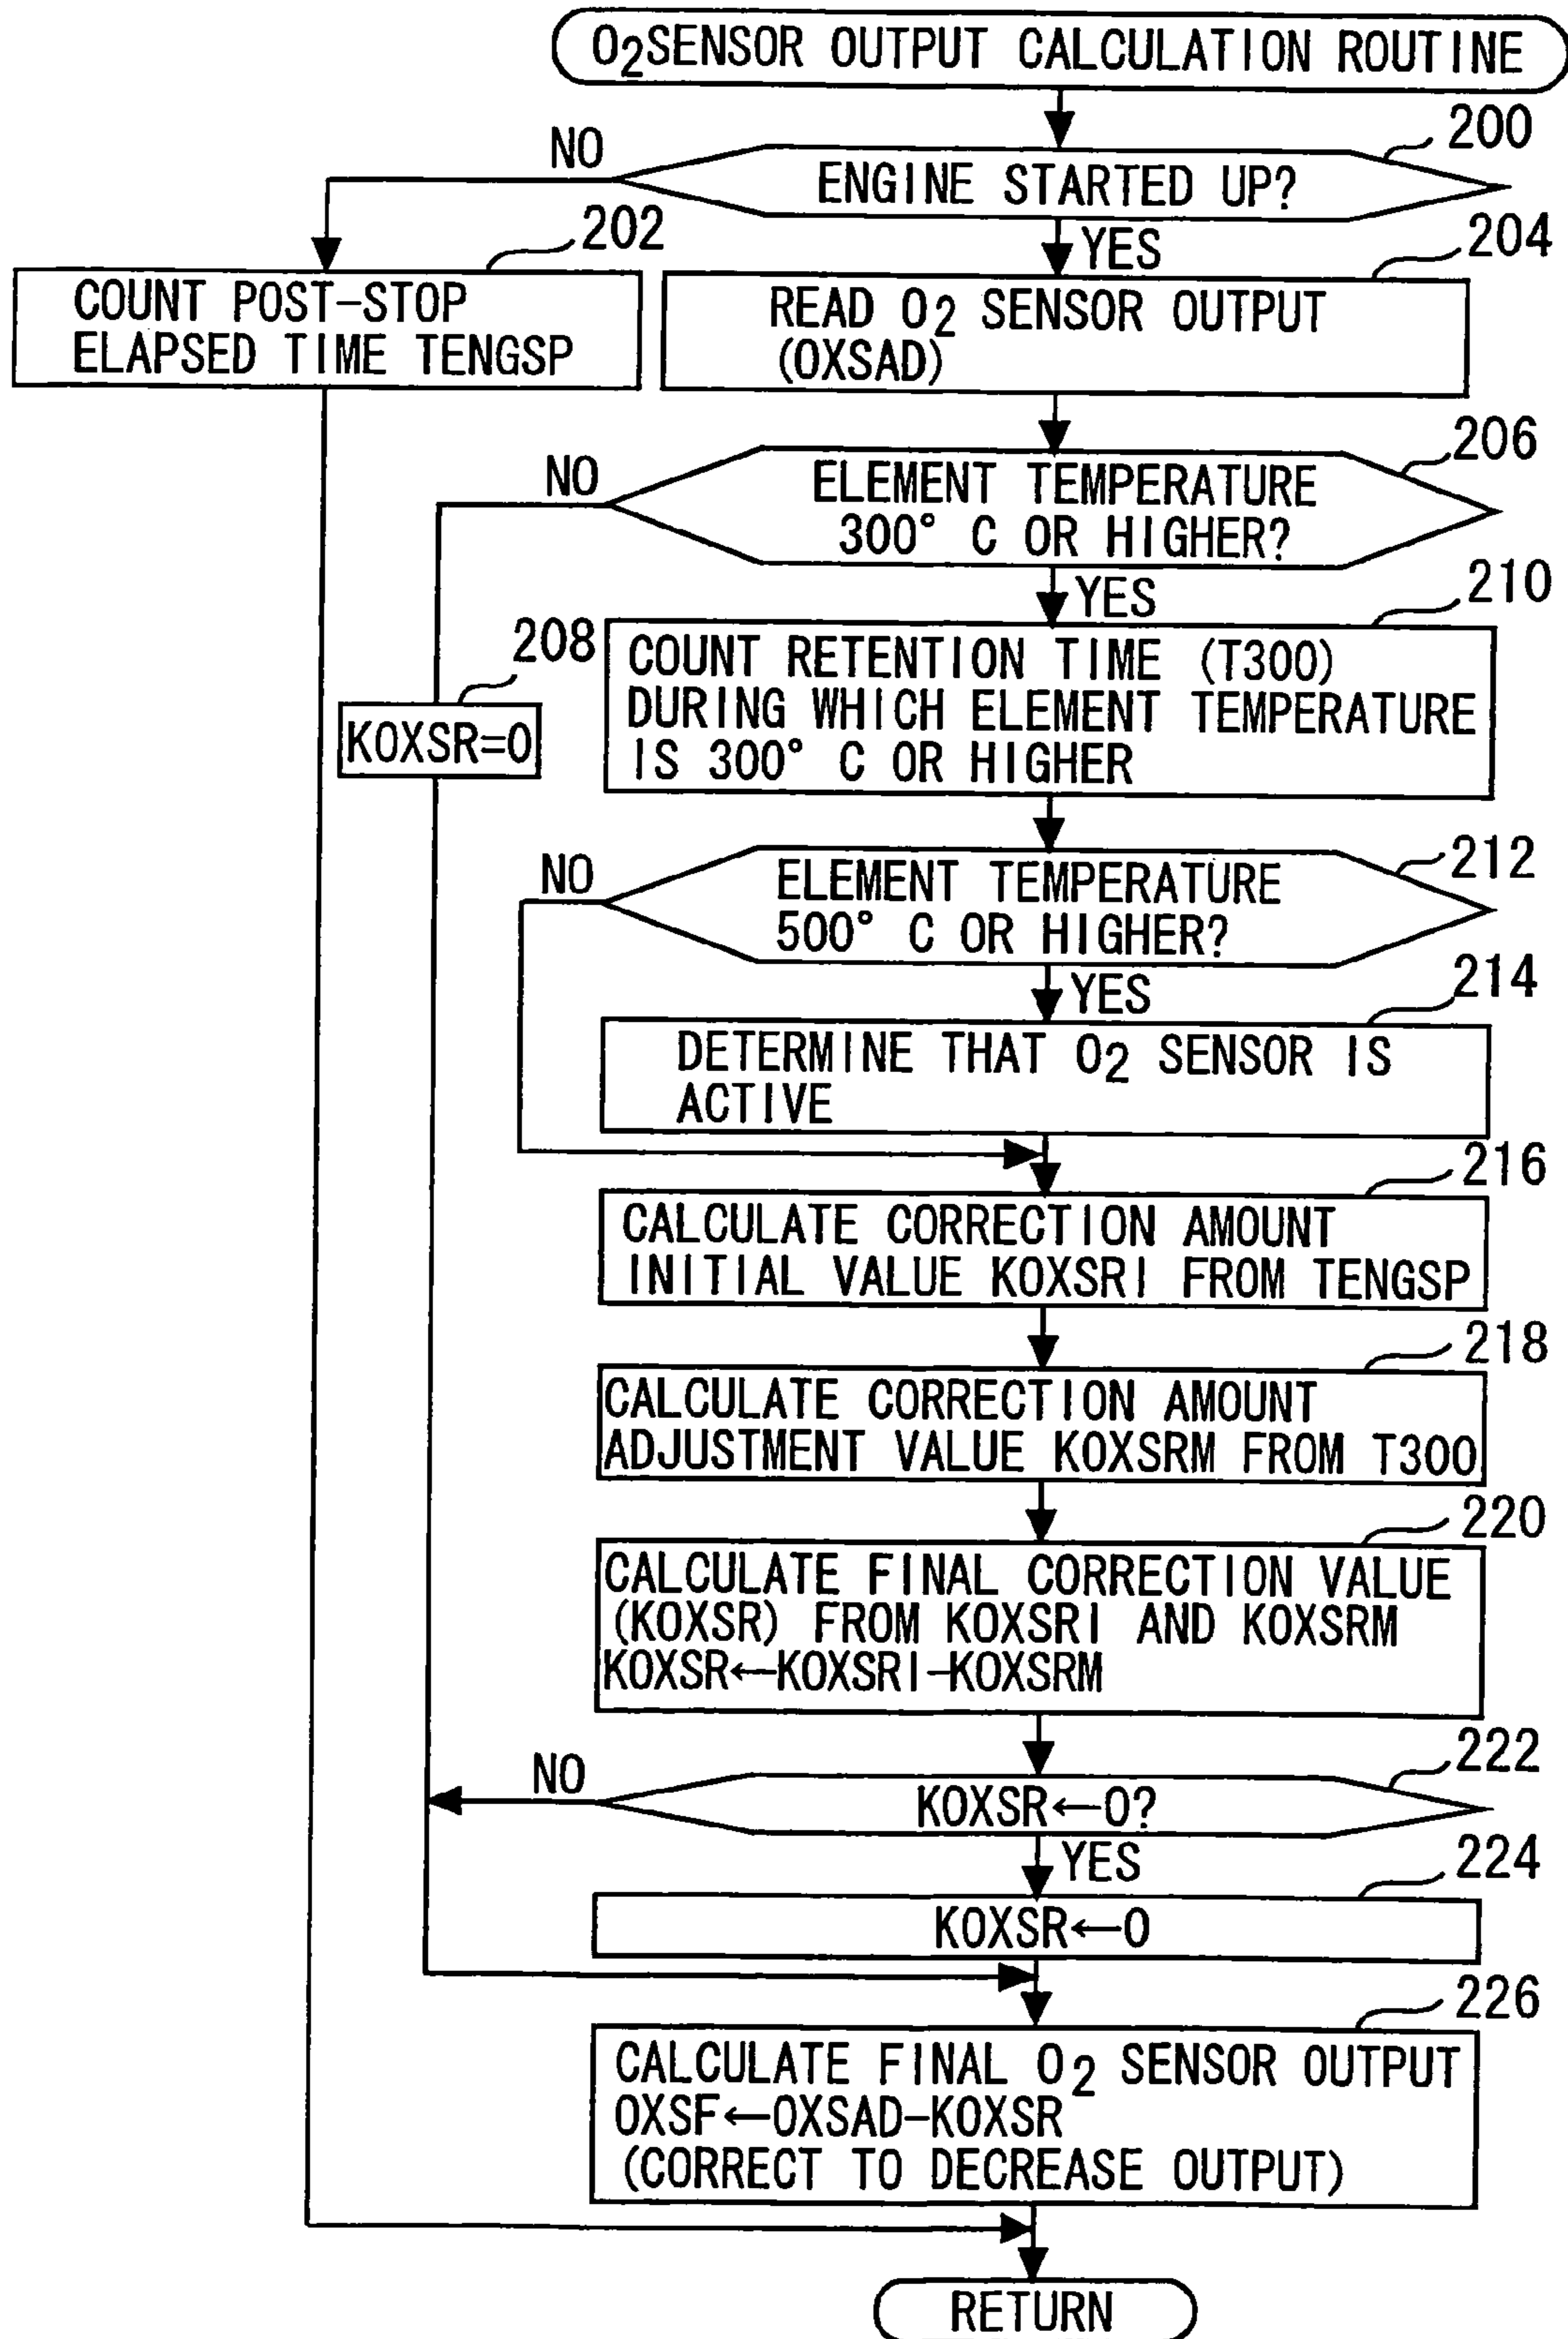 O2SENSOR OUTPUT CALCULATION ROUTINE
200
NO
ENGINE STARTED UP?
202
YES
204
COUNT POST-STOP
ELAPSED TIME TENGSP
READ O2 SENSOR OUTPUT
(OXSAD)
206
NO
ELEMENT TEMPERATURE
300° C OR HIGHER?
YES
210
208
KOXSR=0
COUNT RETENTION TIME (T300)
DURING WHICH ELEMENT TEMPERATURE
IS 300° C OR HIGHER
212
NO
ELEMENT TEMPERATURE
500° C OR HIGHER?
YES
214
DETERMINE THAT O2 SENSOR IS
ACTIVE
216
CALCULATE CORRECTION AMOUNT
INITIAL VALUE KOXSRI FROM TENGSP
218
CALCULATE CORRECTION AMOUNT
ADJUSTMENT VALUE KOXSRM FROM T300
220
CALCULATE FINAL CORRECTION VALUE
(KOXSR) FROM KOXSRI AND KOXSRM
KOXSR←KOXSRI-KOXSRM
222
NO
KOXSR←0?
YES
224
KOXSR←0
226
CALCULATE FINAL O2 SENSOR OUTPUT
OXSF←OXSAD-KOXSR
(CORRECT TO DECREASE OUTPUT)
RETURN